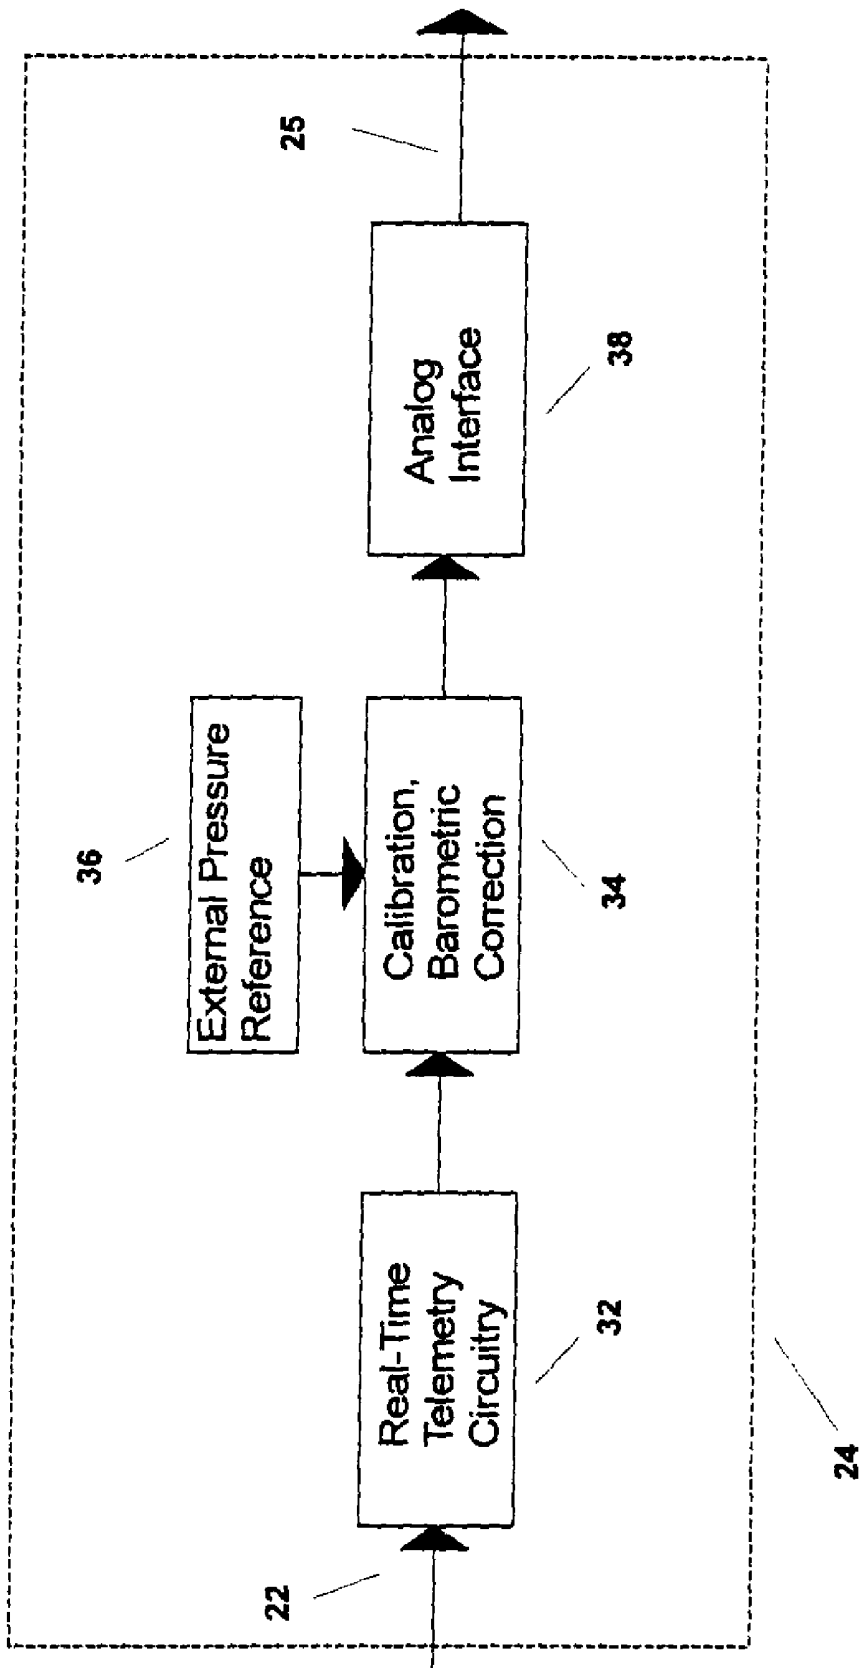 22
Real-Time
Telemetry
Circuitry
32
External Pressure
Reference
36
Calibration,
Barometric
Correction
34
Analog
Interface
38
25
24